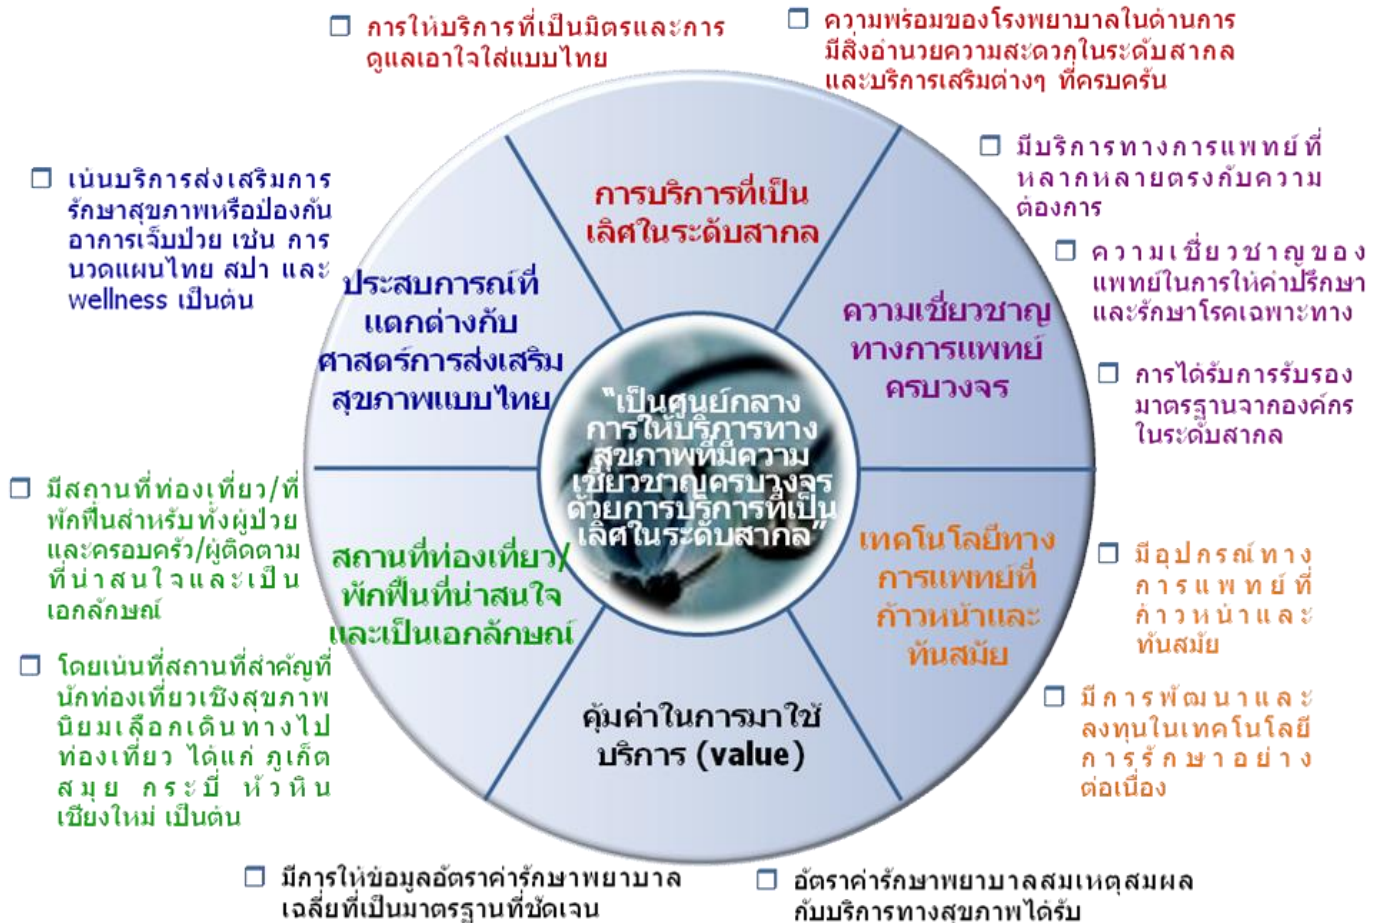 การให้บริการที่เป็นมิตรและการ
ดูแลเอาใจใส่แบบไทย
ความพร้อมของโรงพยาบาลในด้านการ
มีสิ่งอำนวยความสะดวกในระดับสากล
และบริการเสริมต่างๆ ที่ครบครัน
เน้นบริการส่งเสริมการ
รักษาสุขภาพหรือป้องกัน
อาการเจ็บป่วย เช่น การ
นวดแผนไทย สปา และ
wellness เป็นต้น
มีบริการทางการแพทย์ที่
หลากหลายตรงกับความ
ต้องการ
ความเชี่ยวชาญของ
แพทย์ในการให้คำปรึกษา
และรักษาโรคเฉพาะทาง
การได้รับการรับรอง
มาตรฐานจากองค์กร
ในระดับสากล
การบริการที่เป็น
เลิศในระดับสากล
ประสบการณ์ที่
แตกต่างกับ
ศาสตร์การส่งเสริม
สุขภาพแบบไทย
ความเชี่ยวชาญ
ทางการแพทย์
ครบวงจร
"เป็นศูนย์กลาง
การให้บริการทาง
สุขภาพที่มีความ
เชี่ยวชาญครบวงจร
ด้วยการบริการที่เป็น
เลิศในระดับสากล"
มีสถานที่ท่องเที่ยว/ที่
พักฟื้นสำหรับทั้งผู้ป่วย
และครอบครัว/ผู้ติดตาม
ที่น่าสนใจและเป็น
เอกลักษณ์
โดยเน้นที่สถานที่สำคัญที่
นักท่องเที่ยวเชิงสุขภาพ
นิยมเลือกเดินทางไป
ท่องเที่ยว ได้แก่ ภูเก็ต
สมุย กระบี่ หัวหิน
เชียงใหม่ เป็นต้น
สถานที่ท่องเที่ยว/
พักฟื้นที่น่าสนใจ
และเป็นเอกลักษณ์
เทคโนโลยีทาง
การแพทย์ที่
ก้าวหน้าและ
ทันสมัย
มีอุปกรณ์ทาง
การแพทย์ที่
ก้าวหน้าและ
ทันสมัย
มีการพัฒนาและ
ลงทุนในเทคโนโลยี
การรักษาอย่าง
ต่อเนื่อง
คุ้มค่าในการมาใช้
บริการ (value)
มีการให้ข้อมูลอัตราค่ารักษาพยาบาล
เฉลี่ยที่เป็นมาตรฐานที่ชัดเจน
อัตราค่ารักษาพยาบาลสมเหตุสมผล
กับบริการทางสุขภาพได้รับ